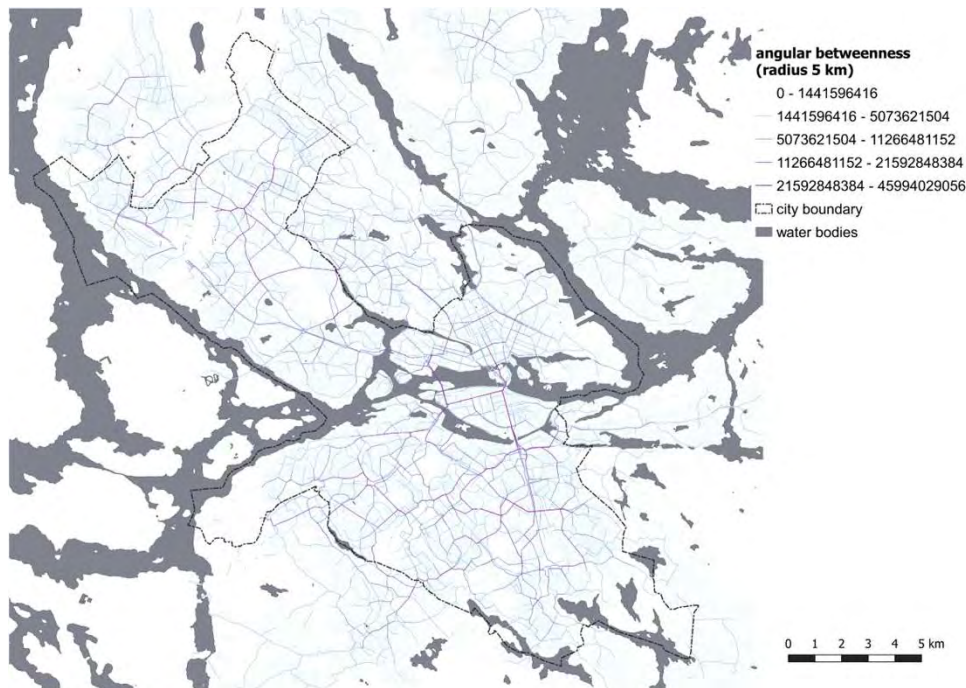 angular betweenness
(radius 5 km)
0 - 1441596416
1441596416 - 5073621504
5073621504 - 11266481152
11266481152 - 21592848384
21592848384 - 45994029056
city boundary
water bodies
0 1 2 3 4 5 km